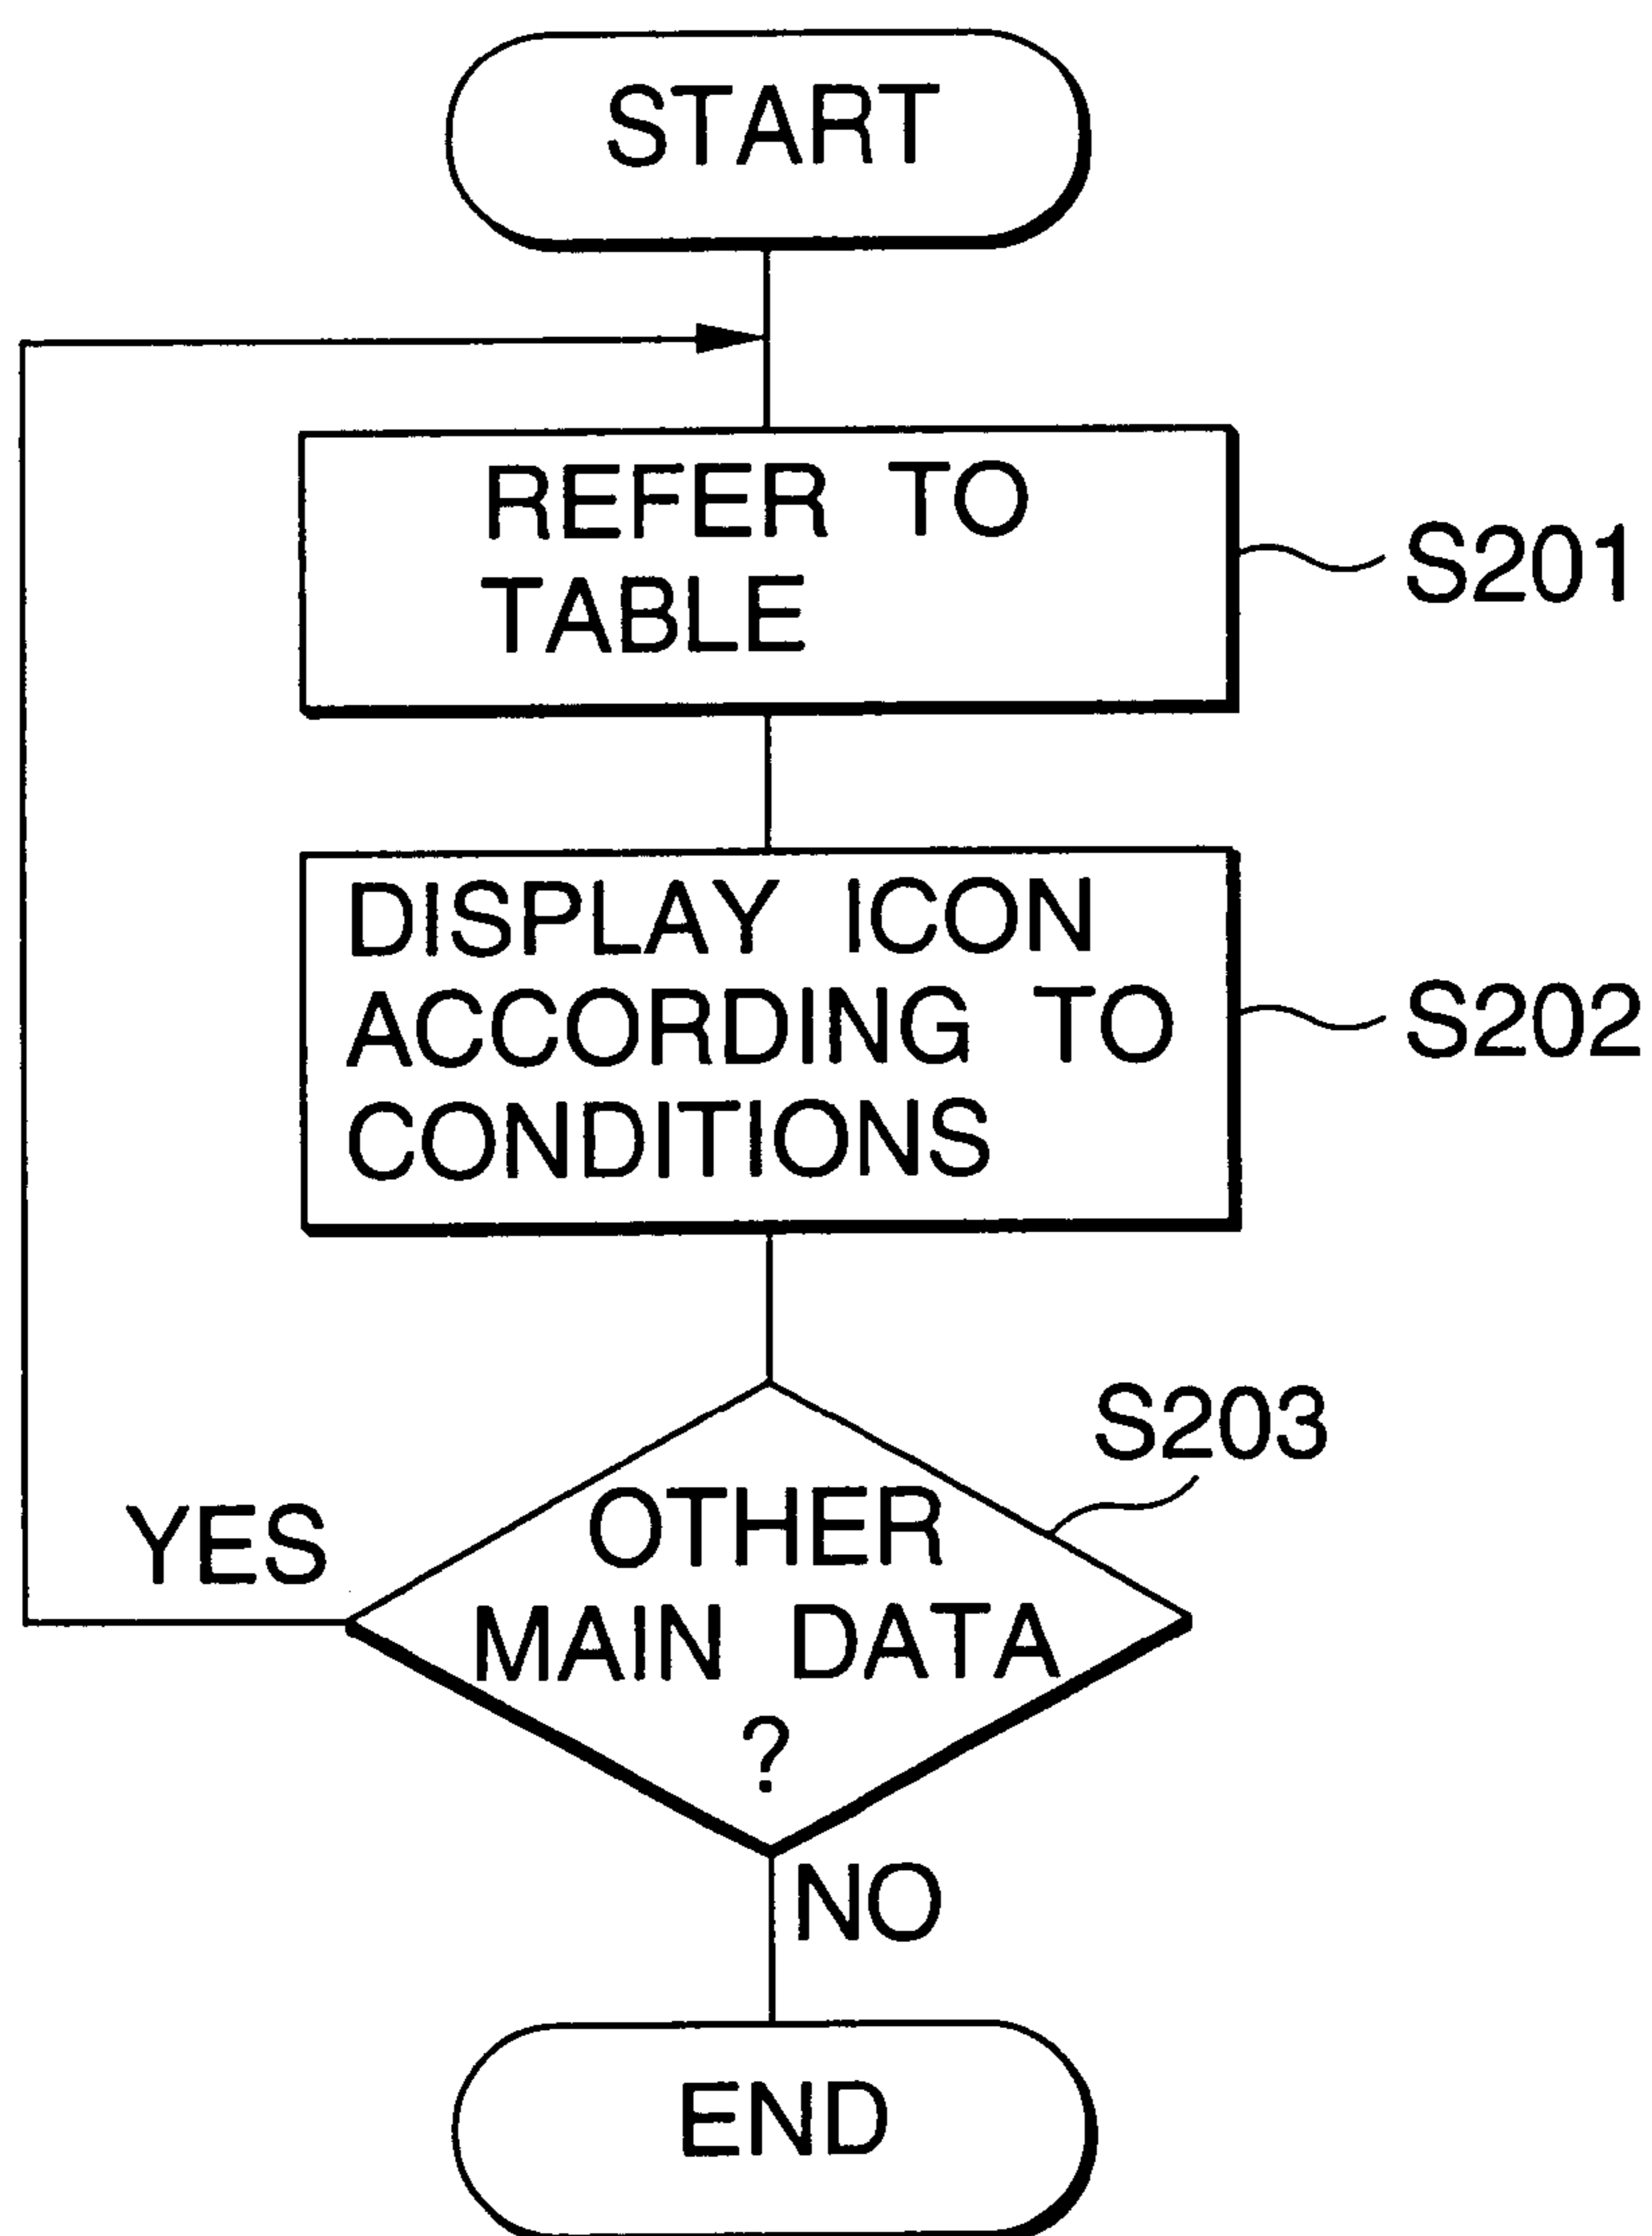 START
REFER TO
TABLE
S201
DISPLAY ICON
ACCORDING TO
CONDITIONS
S202
S203
OTHER
MAIN DATA
?
YES
NO
END